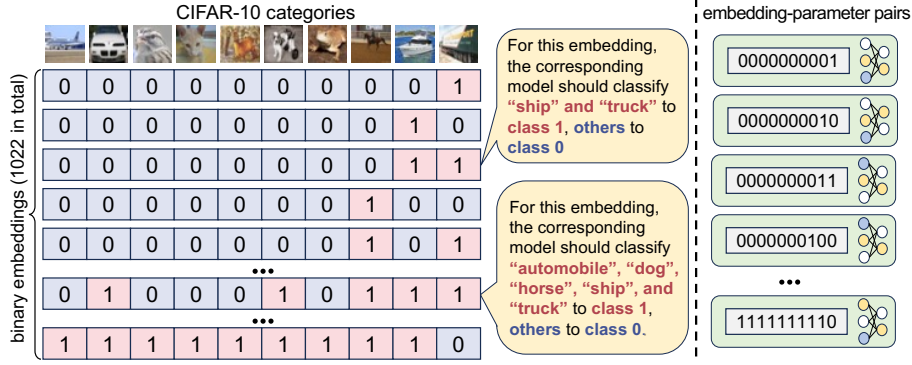 CIFAR-10 categories
binary embeddings (1022 in total)
0 0 0 0 0 0 0 0 0 1
0 0 0 0 0 0 0 0 1 0
0 0 0 0 0 0 0 0 1 1
0 0 0 0 0 0 0 1 0 0
0 0 0 0 0 0 0 1 0 1
...
0 1 0 0 0 1 0 1 1 1
...
1 1 1 1 1 1 1 1 1 0
For this embedding,
the corresponding
model should classify
“ship” and “truck” to
class 1, others to
class 0
For this embedding,
the corresponding
model should classify
“automobile”, “dog”,
“horse”, “ship”, and
“truck” to class 1,
others to class 0.
embedding-parameter pairs
0000000001
0000000010
0000000011
0000000100
...
1111111110